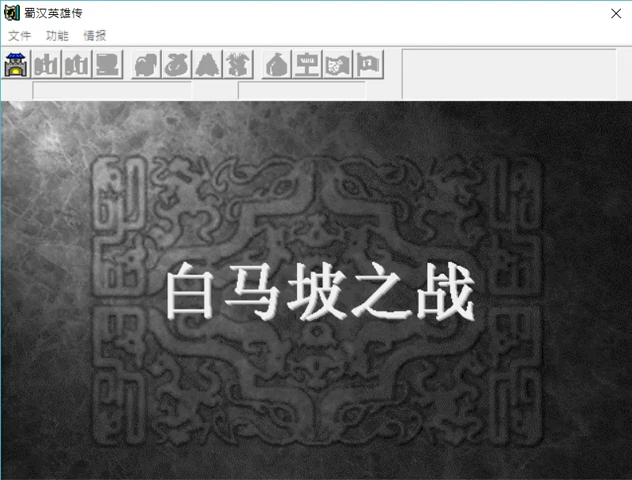 蜀汉英雄传
文件 功能 情报
白马坡之战